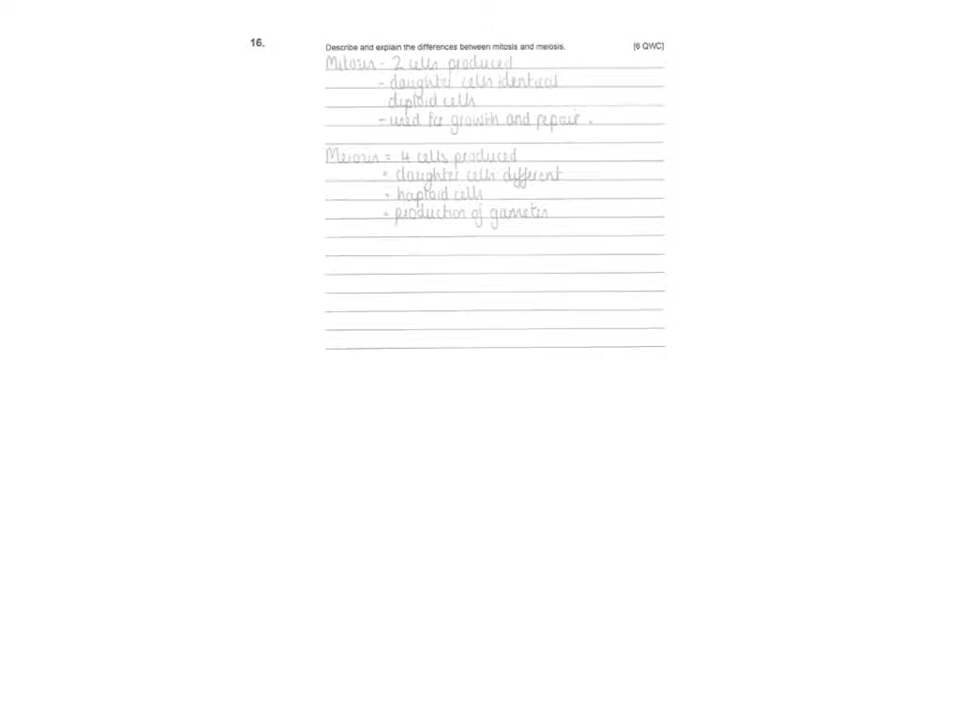 16. Describe and explain the differences between mitosis and meiosis. [6 QWC]
Mitosis - 2 cells produced
- daughter cells identical
diploid cells
- used for growth and repair.
Meiosis = 4 cells produced
• daughter cells different
• haploid cells
• production of gametes